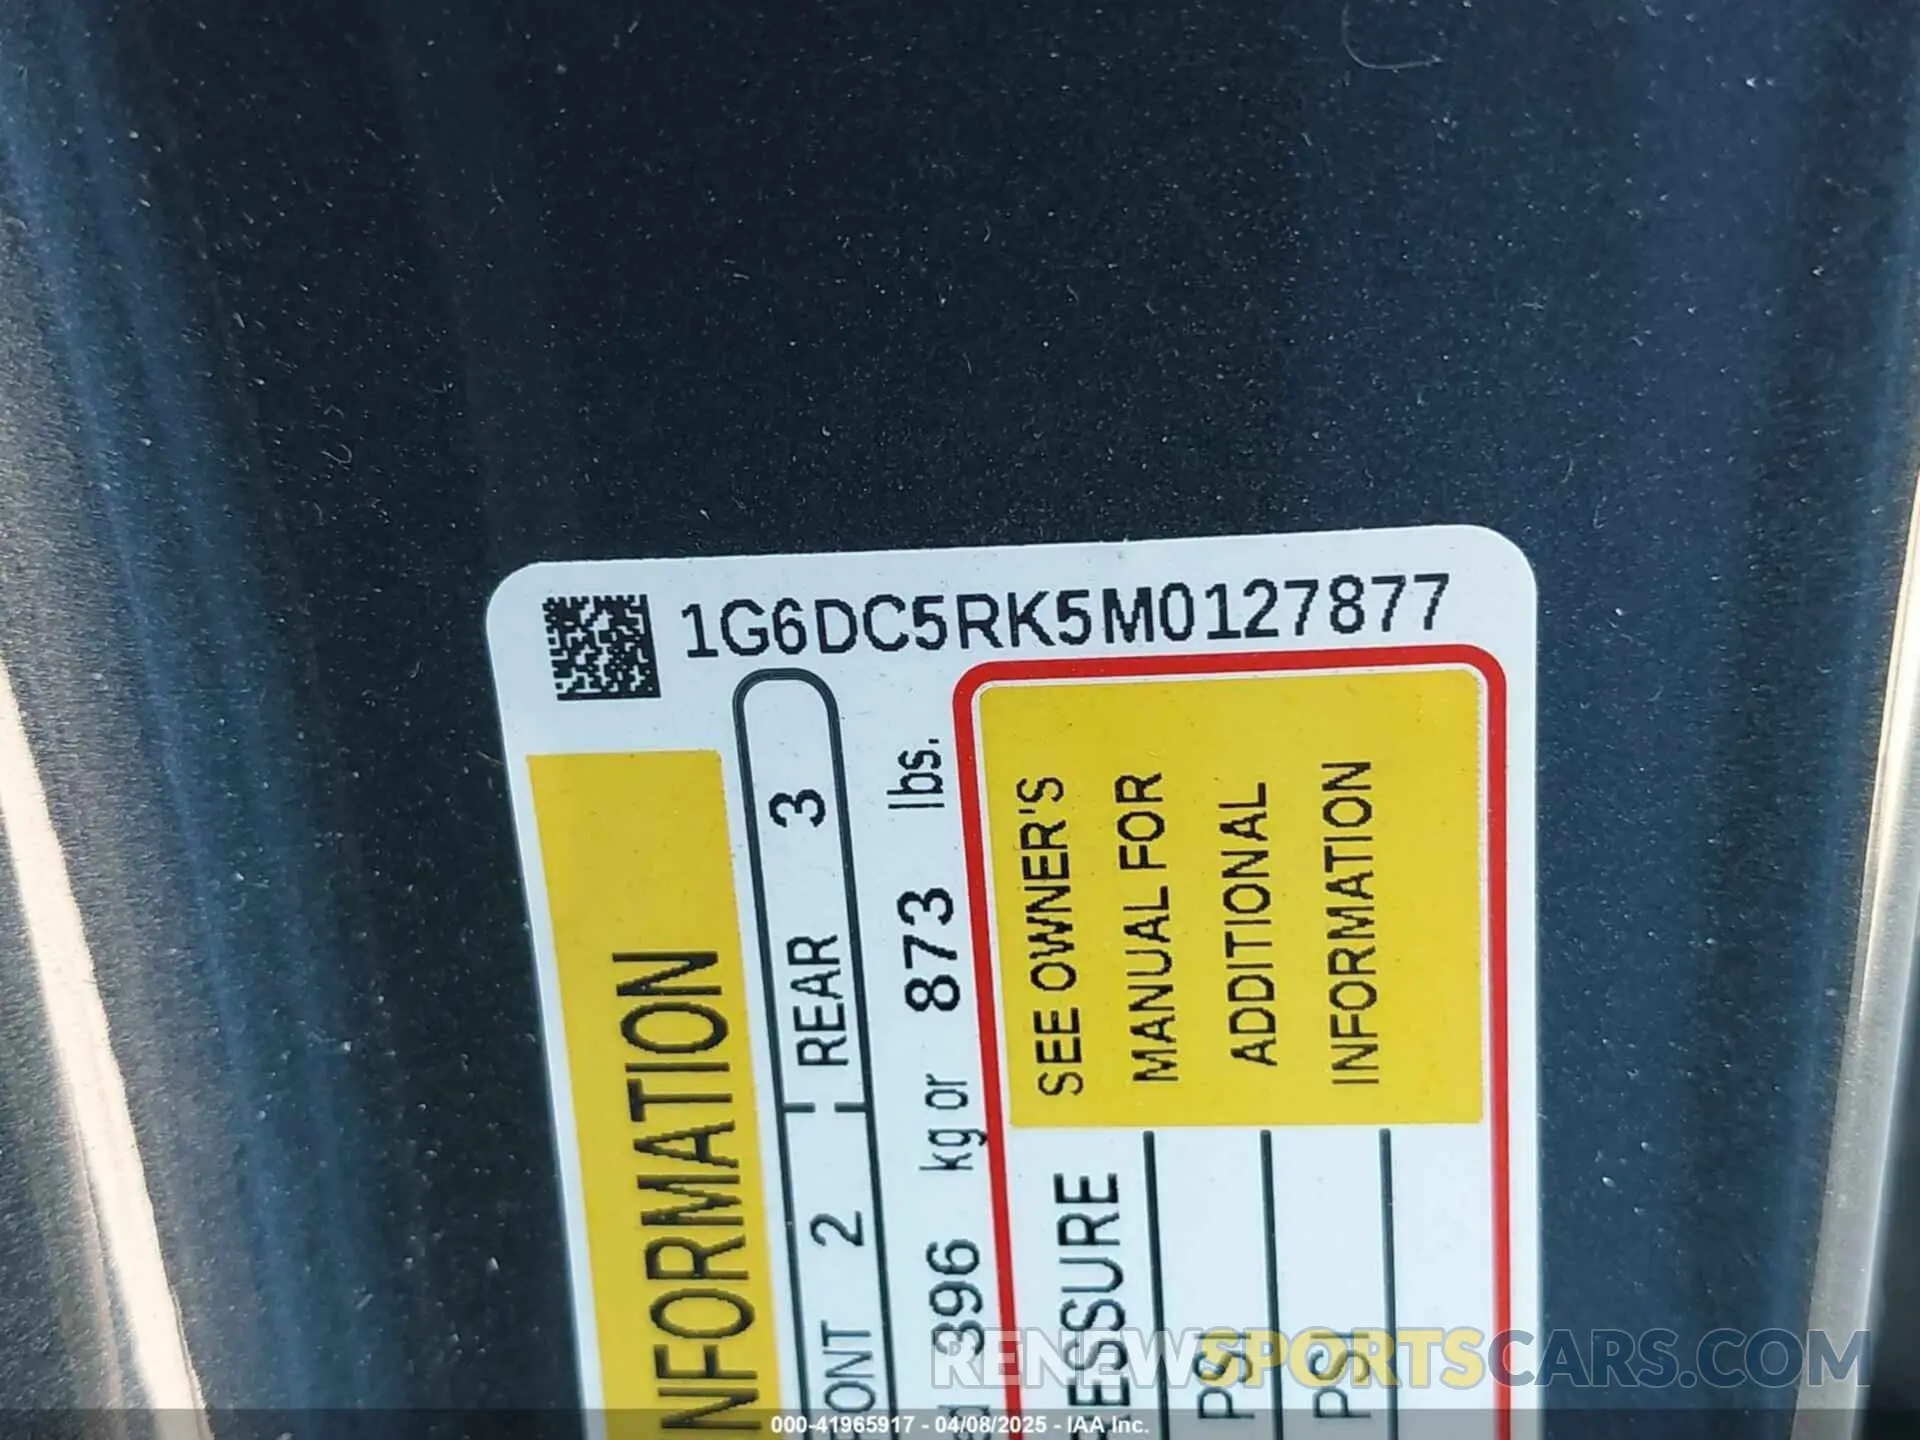 1G6DC5RK5M0127877
NFORMATION
ONT 2 REAR 3
396 kg or 873 lbs.
ESSURE
PSI
PSI
SEE OWNER'S
MANUAL FOR
ADDITIONAL
INFORMATION
RENEWSPORTSCARS.COM
000-41965917 - 04/08/2025 - IAA Inc.